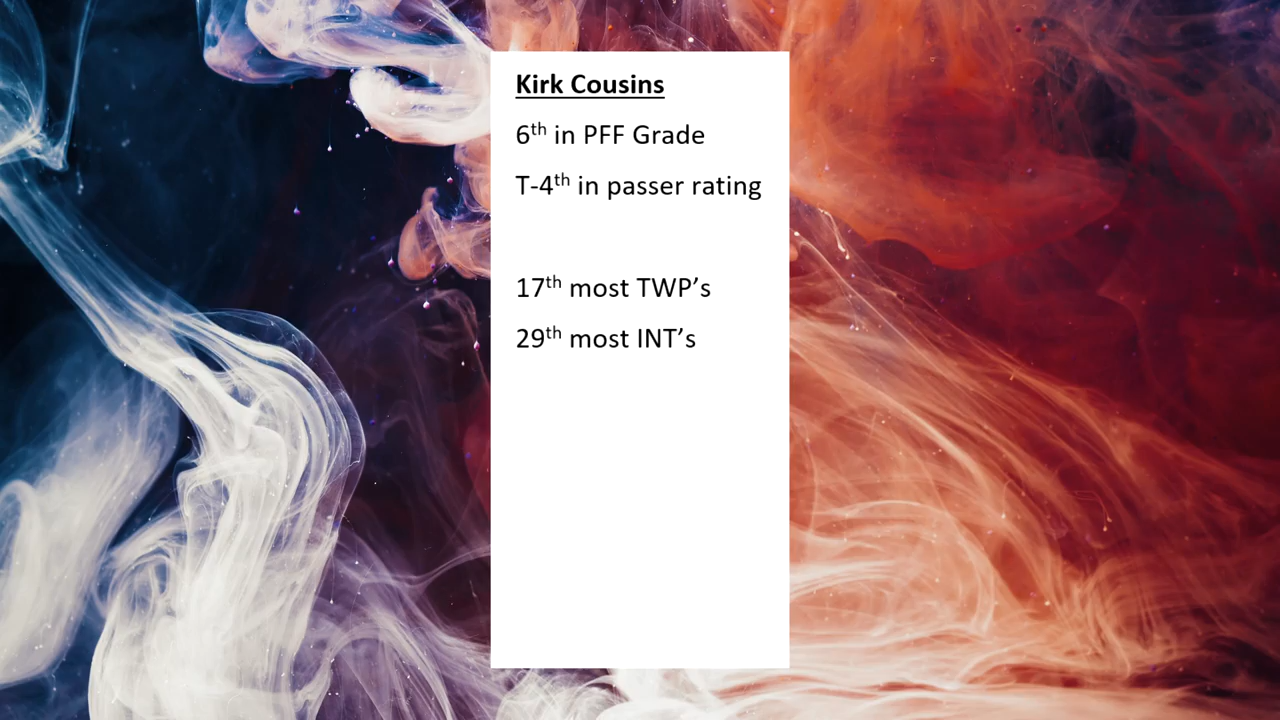 Kirk Cousins
6th in PFF Grade
T-4th in passer rating
17th most TWP’s
29th most INT’s